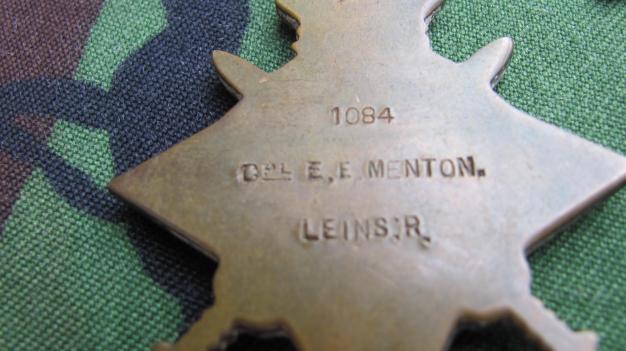 1084
CPL E.E. MENTON.
LEINS:R.